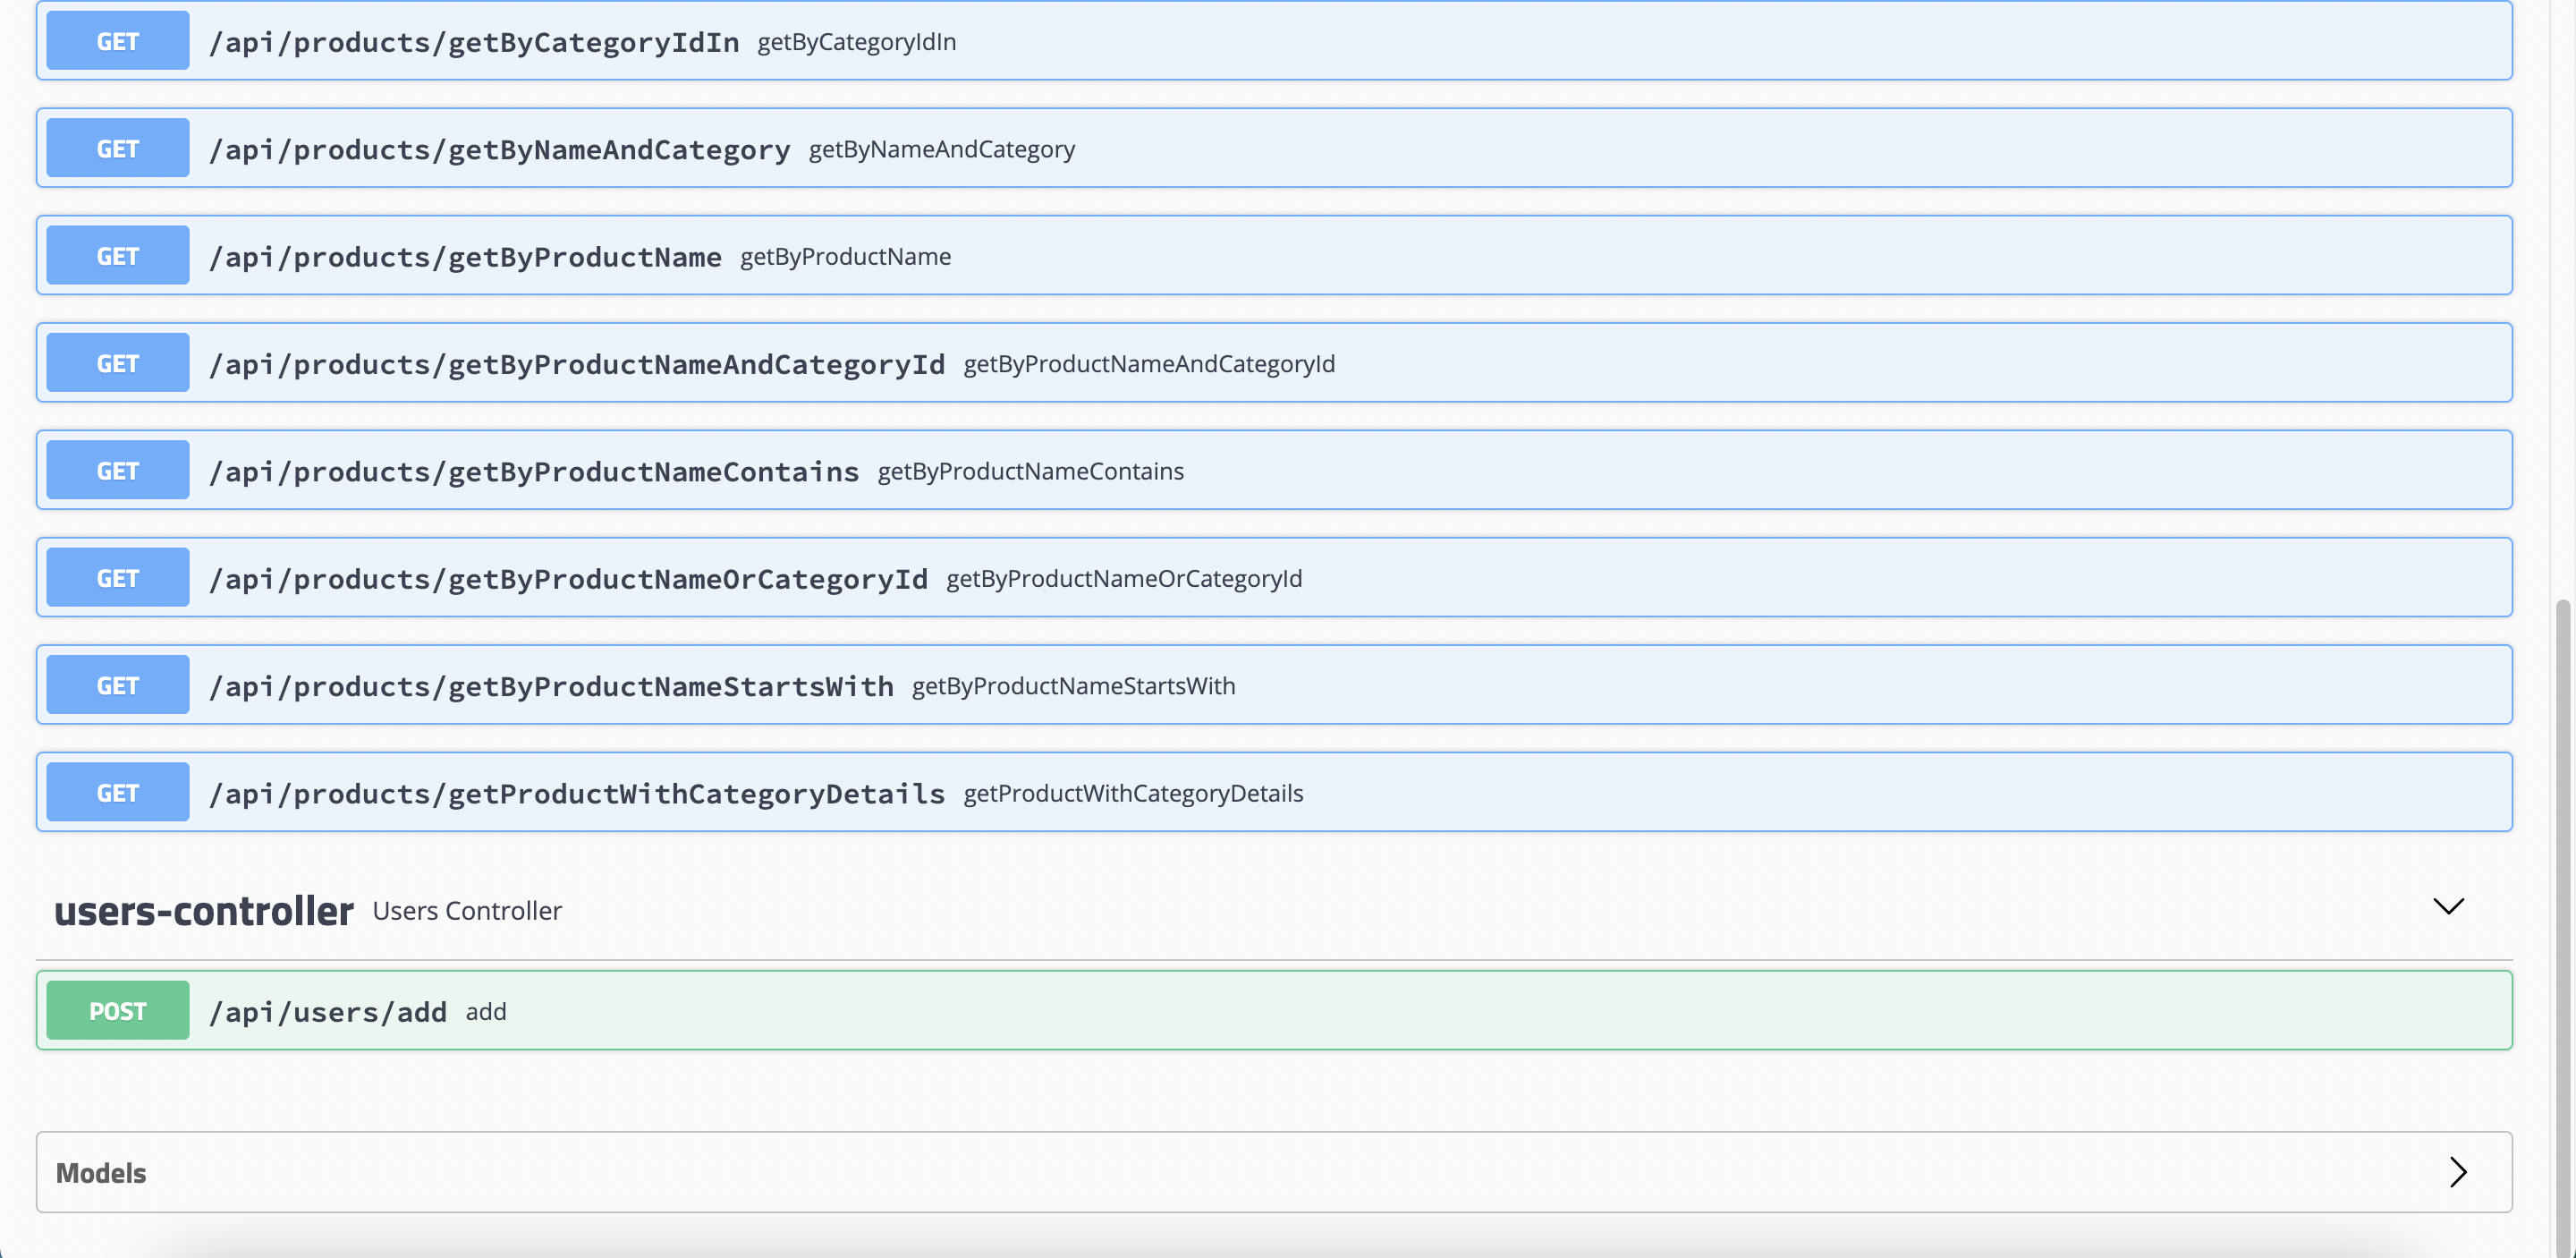 GET /api/products/getByCategoryIdIn getByCategoryIdIn
GET /api/products/getByNameAndCategory getByNameAndCategory
GET /api/products/getByProductName getByProductName
GET /api/products/getByProductNameAndCategoryId getByProductNameAndCategoryId
GET /api/products/getByProductNameContains getByProductNameContains
GET /api/products/getByProductNameOrCategoryId getByProductNameOrCategoryId
GET /api/products/getByProductNameStartsWith getByProductNameStartsWith
GET /api/products/getProductWithCategoryDetails getProductWithCategoryDetails
users-controller Users Controller
POST /api/users/add add
Models